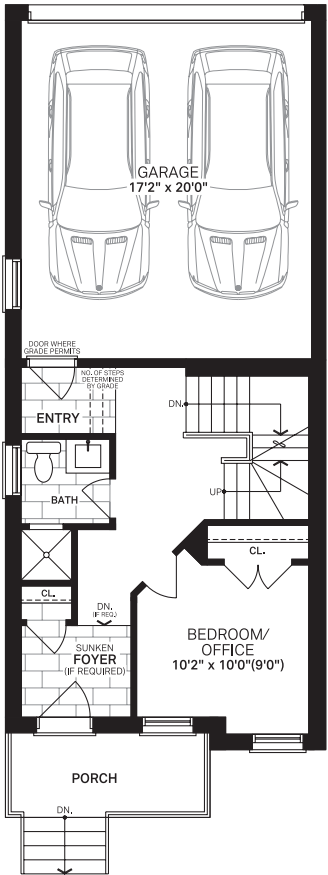 GARAGE
17'2" x 20'0"
DOOR WHERE
GRADE PERMITS
NO. OF STEPS
DETERMINED
BY GRADE
ENTRY
DN.
UP
BATH
CL.
CL.
DN.
(IF REQ.)
SUNKEN
FOYER
(IF REQUIRED)
BEDROOM/
OFFICE
10'2" x 10'0"(9'0")
PORCH
DN.